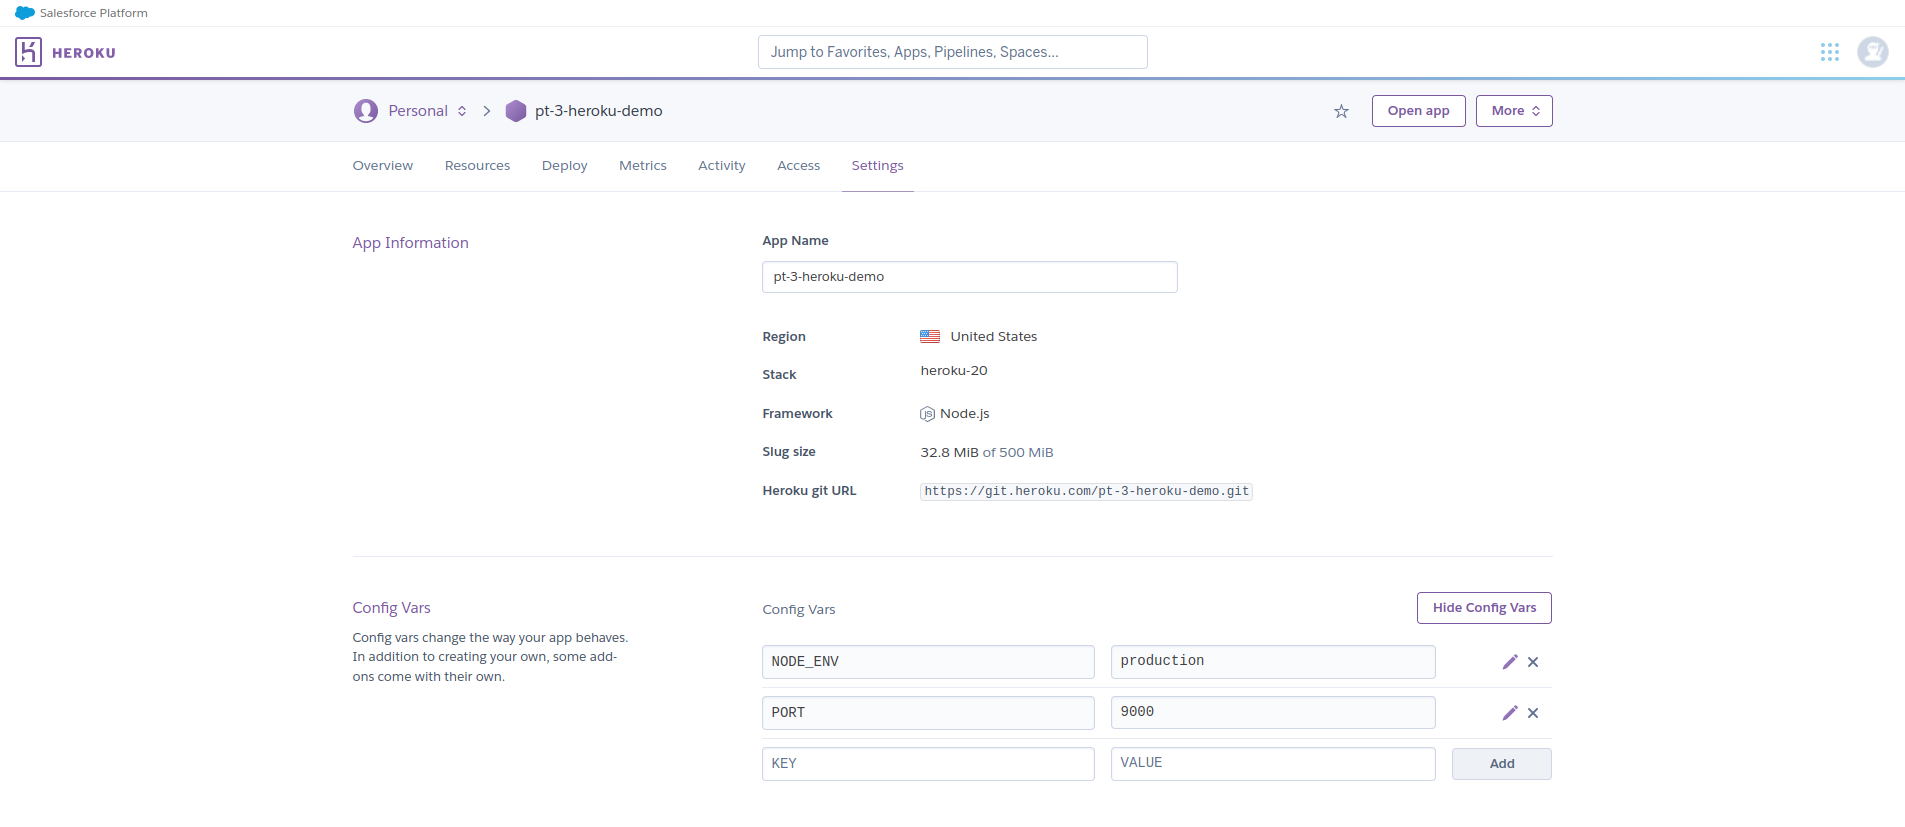 Salesforce Platform
HEROKU
Jump to Favorites, Apps, Pipelines, Spaces...
Personal
pt-3-heroku-demo
Open app
More
Overview
Resources
Deploy
Metrics
Activity
Access
Settings
App Information
App Name
pt-3-heroku-demo
Region
United States
Stack
heroku-20
Framework
JS Node.js
Slug size
32.8 MiB of 500 MiB
Heroku git URL
https://git.heroku.com/pt-3-heroku-demo.git
Config Vars
Config vars change the way your app behaves.
In addition to creating your own, some add-
ons come with their own.
Config Vars
Hide Config Vars
NODE_ENV
production
PORT
9000
KEY
VALUE
Add